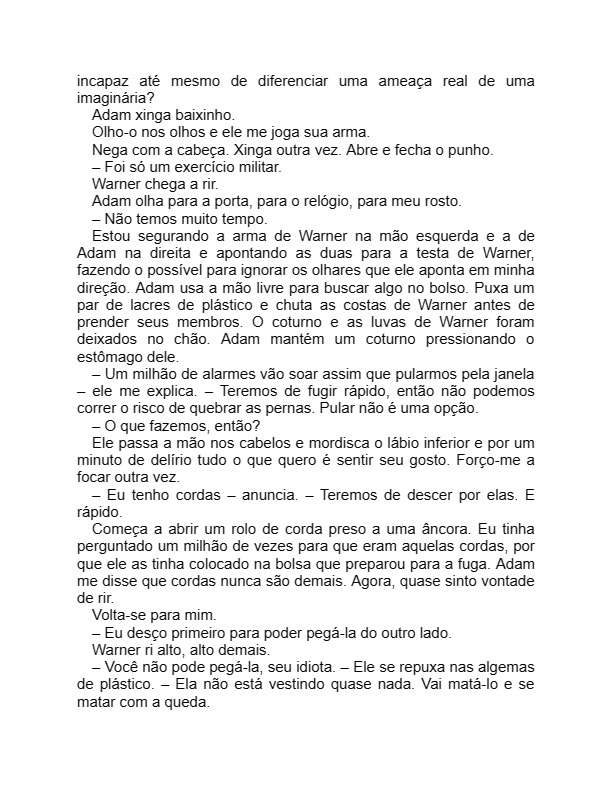 incapaz até mesmo de diferenciar uma ameaça real de uma
imaginária?
Adam xinga baixinho.
Olho-o nos olhos e ele me joga sua arma.
Nega com a cabeça. Xinga outra vez. Abre e fecha o punho.
– Foi só um exercício militar.
Warner chega a rir.
Adam olha para a porta, para o relógio, para meu rosto.
– Não temos muito tempo.
Estou segurando a arma de Warner na mão esquerda e a de
Adam na direita e apontando as duas para a testa de Warner,
fazendo o possível para ignorar os olhares que ele aponta em minha
direção. Adam usa a mão livre para buscar algo no bolso. Puxa um
par de lacres de plástico e chuta as costas de Warner antes de
prender seus membros. O coturno e as luvas de Warner foram
deixados no chão. Adam mantém um coturno pressionando o
estômago dele.
– Um milhão de alarmes vão soar assim que pularmos pela janela
– ele me explica. – Teremos de fugir rápido, então não podemos
correr o risco de quebrar as pernas. Pular não é uma opção.
– O que fazemos, então?
Ele passa a mão nos cabelos e mordisca o lábio inferior e por um
minuto de delírio tudo o que quero é sentir seu gosto. Forço-me a
focar outra vez.
– Eu tenho cordas – anuncia. – Teremos de descer por elas. E
rápido.
Começa a abrir um rolo de corda preso a uma âncora. Eu tinha
perguntado um milhão de vezes para que eram aquelas cordas, por
que ele as tinha colocado na bolsa que preparou para a fuga. Adam
me disse que cordas nunca são demais. Agora, quase sinto vontade
de rir.
Volta-se para mim.
– Eu desço primeiro para poder pegá-la do outro lado.
Warner ri alto, alto demais.
– Você não pode pegá-la, seu idiota. – Ele se repuxa nas algemas
de plástico. – Ela não está vestindo quase nada. Vai matá-lo e se
matar com a queda.